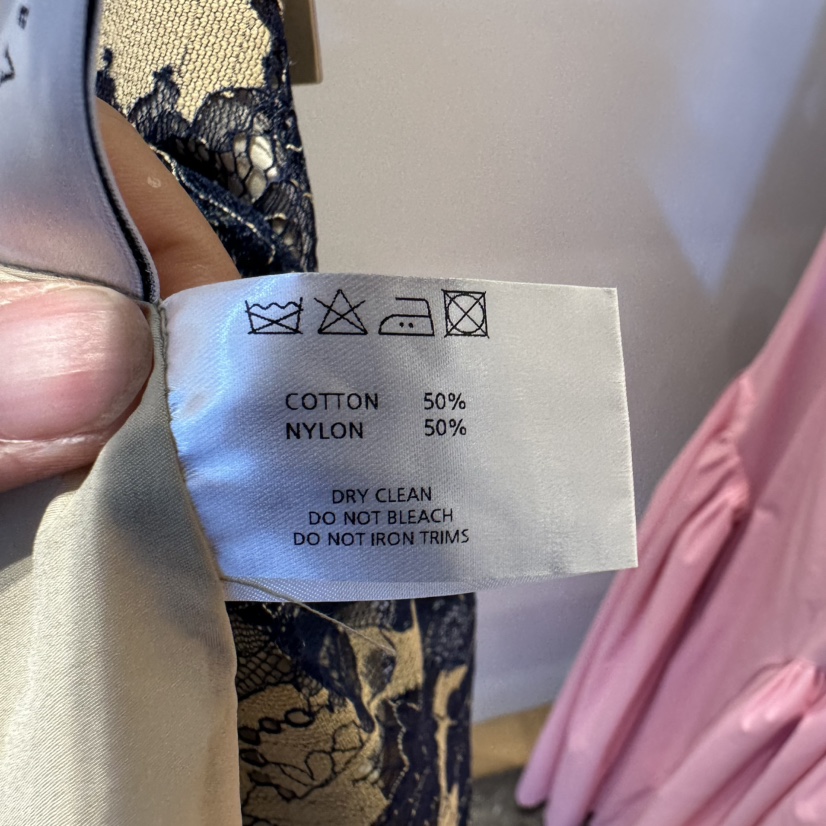 COTTON 50%
NYLON 50%
DRY CLEAN
DO NOT BLEACH
DO NOT IRON TRIMS